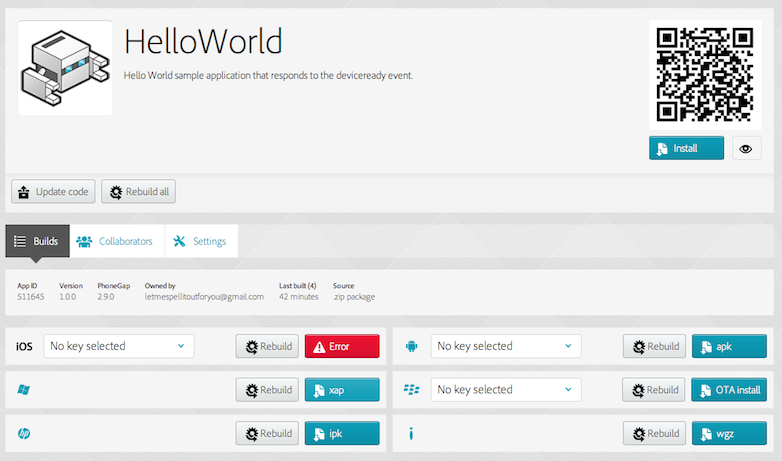 HelloWorld
Hello World sample application that responds to the deviceready event.
Install
Update code
Rebuild all
Builds
Collaborators
Settings
App ID Version PhoneGap Owned by Last built (4) Source
511645 1.0.0 2.9.0 letmespellitoutforyou@gmail.com 42 minutes .zip package
iOS No key selected Rebuild Error
No key selected Rebuild apk
Rebuild xap
No key selected Rebuild OTA install
hp Rebuild ipk
Rebuild wgz